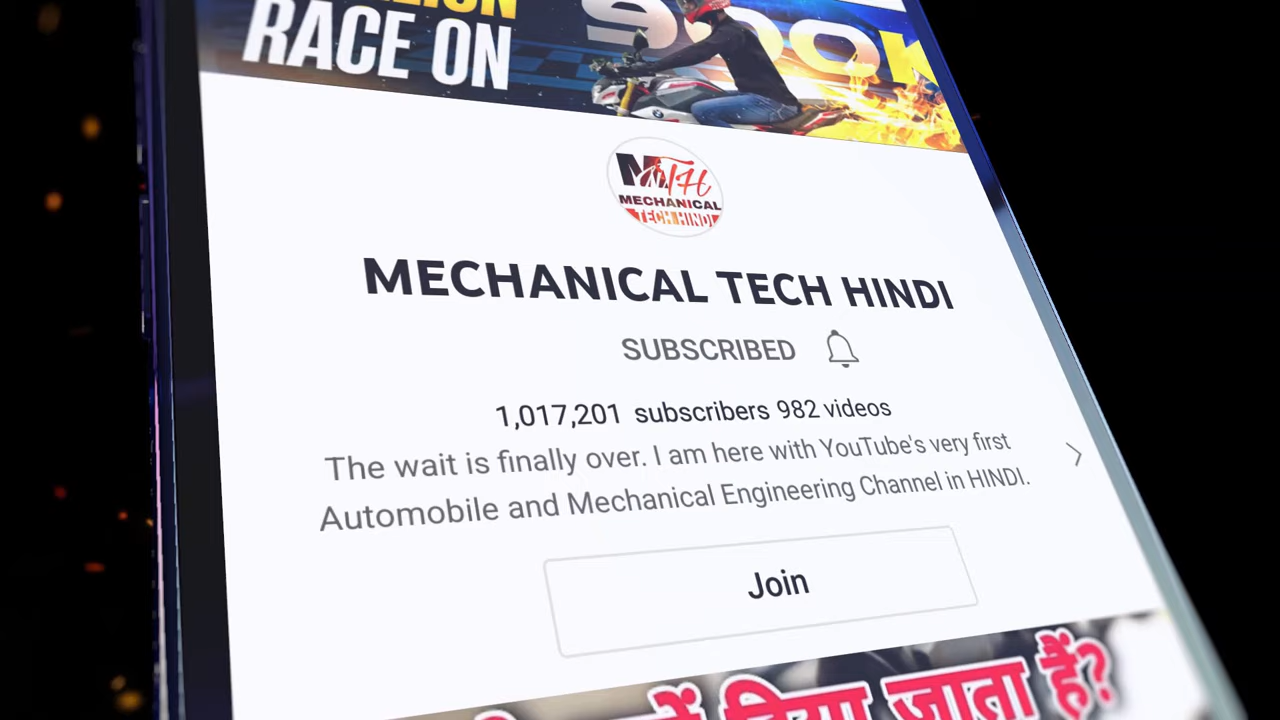 RACE ON
900K
MTH
MECHANICAL
TECH HINDI
MECHANICAL TECH HINDI
SUBSCRIBED
1,017,201 subscribers 982 videos
The wait is finally over. I am here with YouTube's very first
Automobile and Mechanical Engineering Channel in HINDI.
Join
जाता है?